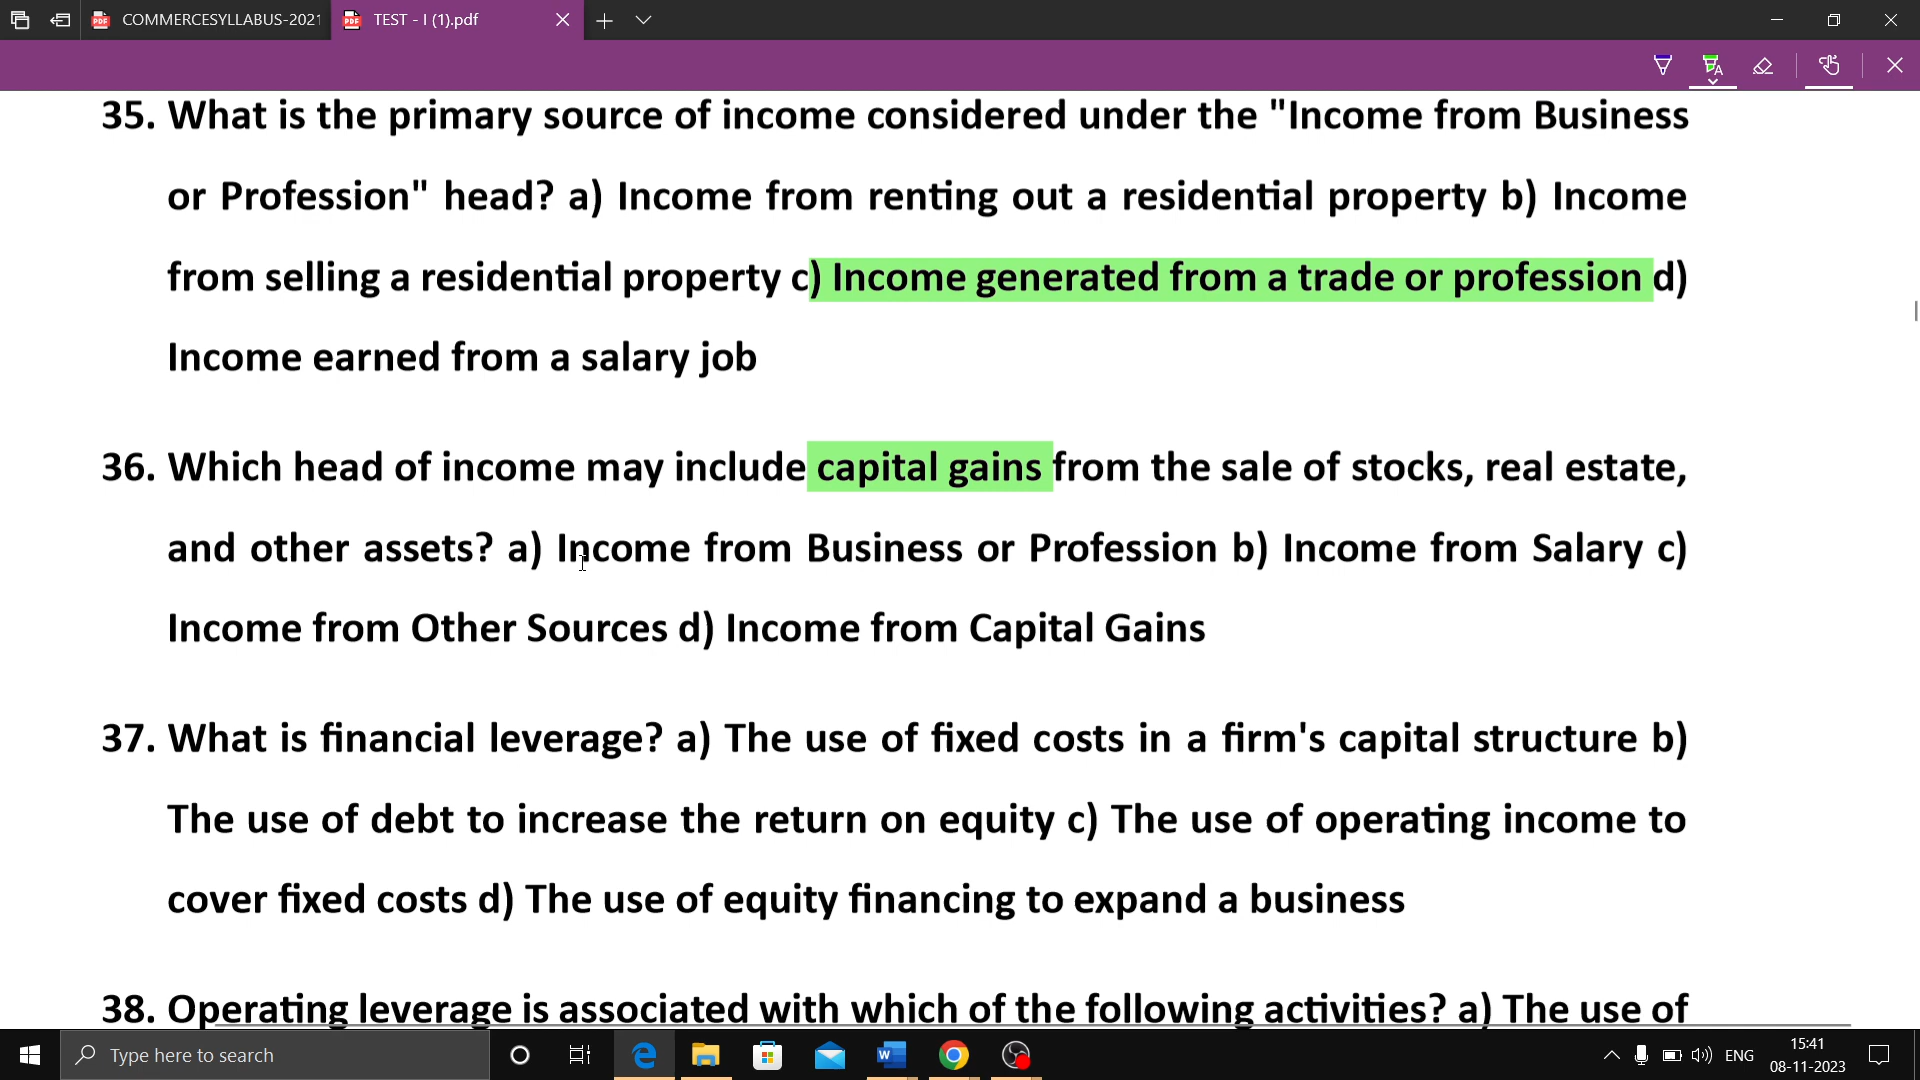 COMMERCESYLLABUS-2021
TEST - I (1).pdf
35. What is the primary source of income considered under the "Income from Business
or Profession" head? a) Income from renting out a residential property b) Income
from selling a residential property c) Income generated from a trade or profession d)
Income earned from a salary job
36. Which head of income may include capital gains from the sale of stocks, real estate,
and other assets? a) Income from Business or Profession b) Income from Salary c)
Income from Other Sources d) Income from Capital Gains
37. What is financial leverage? a) The use of fixed costs in a firm's capital structure b)
The use of debt to increase the return on equity c) The use of operating income to
cover fixed costs d) The use of equity financing to expand a business
38. Operating leverage is associated with which of the following activities? a) The use of
Type here to search
ENG
15:41
08-11-2023